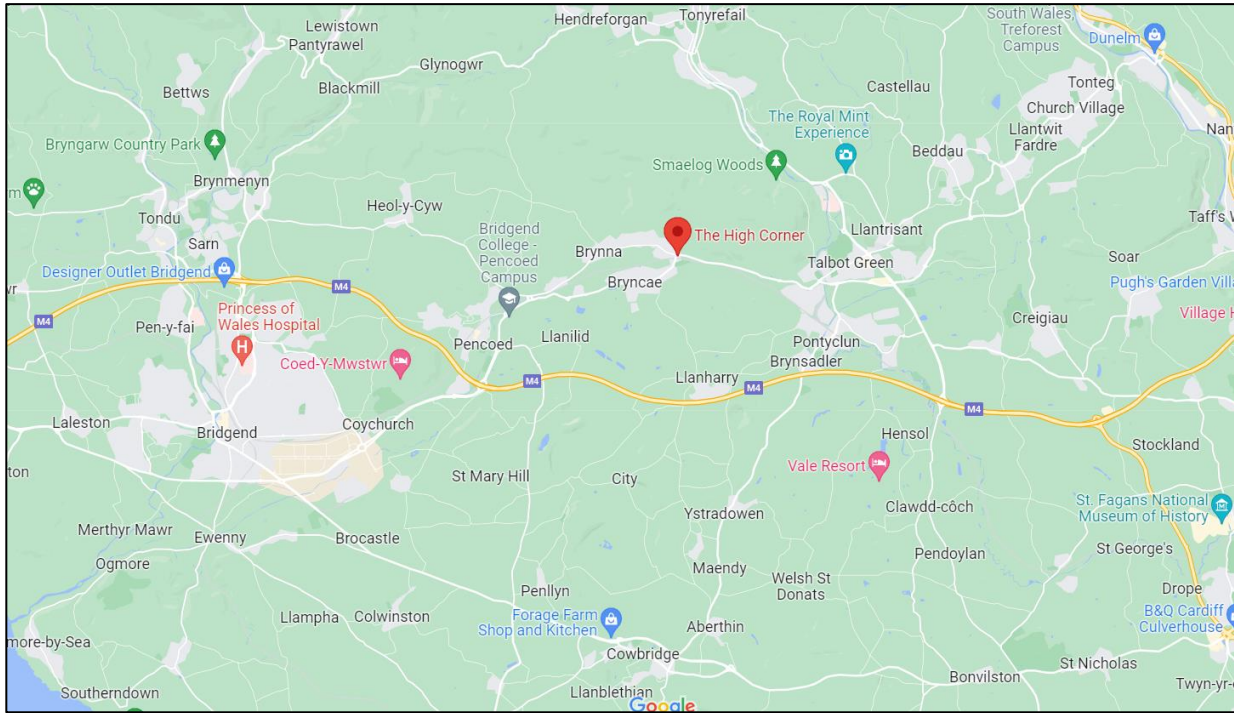 Lewistown
Pantyrawel
Hendreforgan
Tonyrefail
South Wales,
Treforest
Campus
Dunelm
Glynogwr
Bettws
Blackmill
Castellau
Tonteg
Church Village
The Royal Mint
Experience
Llantwit
Fardre
Nan
Bryngarw Country Park
Smaelog Woods
Beddau
Brynmenyn
m
Heol-y-Cyw
Tondu
Bridgend
College -
Pencoed
Campus
The High Corner
Llantrisant
Taff's W
Sarn
Brynna
Talbot Green
Soar
Designer Outlet Bridgend
Bryncae
Pugh's Garden Villa
wr
M4
M4
Pen-y-fai
Princess of
Wales Hospital
H
Llanilid
Creigiau
Village H
Pencoed
Pontyclun
Brynsadler
Coed-Y-Mwstwr
M4
Llanharry
M4
M4
Laleston
Coychurch
Bridgend
Hensol
Stockland
ton
St Mary Hill
City
Vale Resort
Ystradowen
Clawdd-côch
St. Fagans National
Museum of History
Merthyr Mawr
Ewenny
Brocastle
Pendoylan
St George's
Ogmore
Maendy
Penllyn
Welsh St
Donats
Drope
Llampha
Colwinston
Forage Farm
Shop and Kitchen
Aberthin
B&Q Cardiff
Culverhouse
more-by-Sea
Cowbridge
St Nicholas
Bonvilston
Southerndown
Llanblethian
Twyn-yr-o
Google